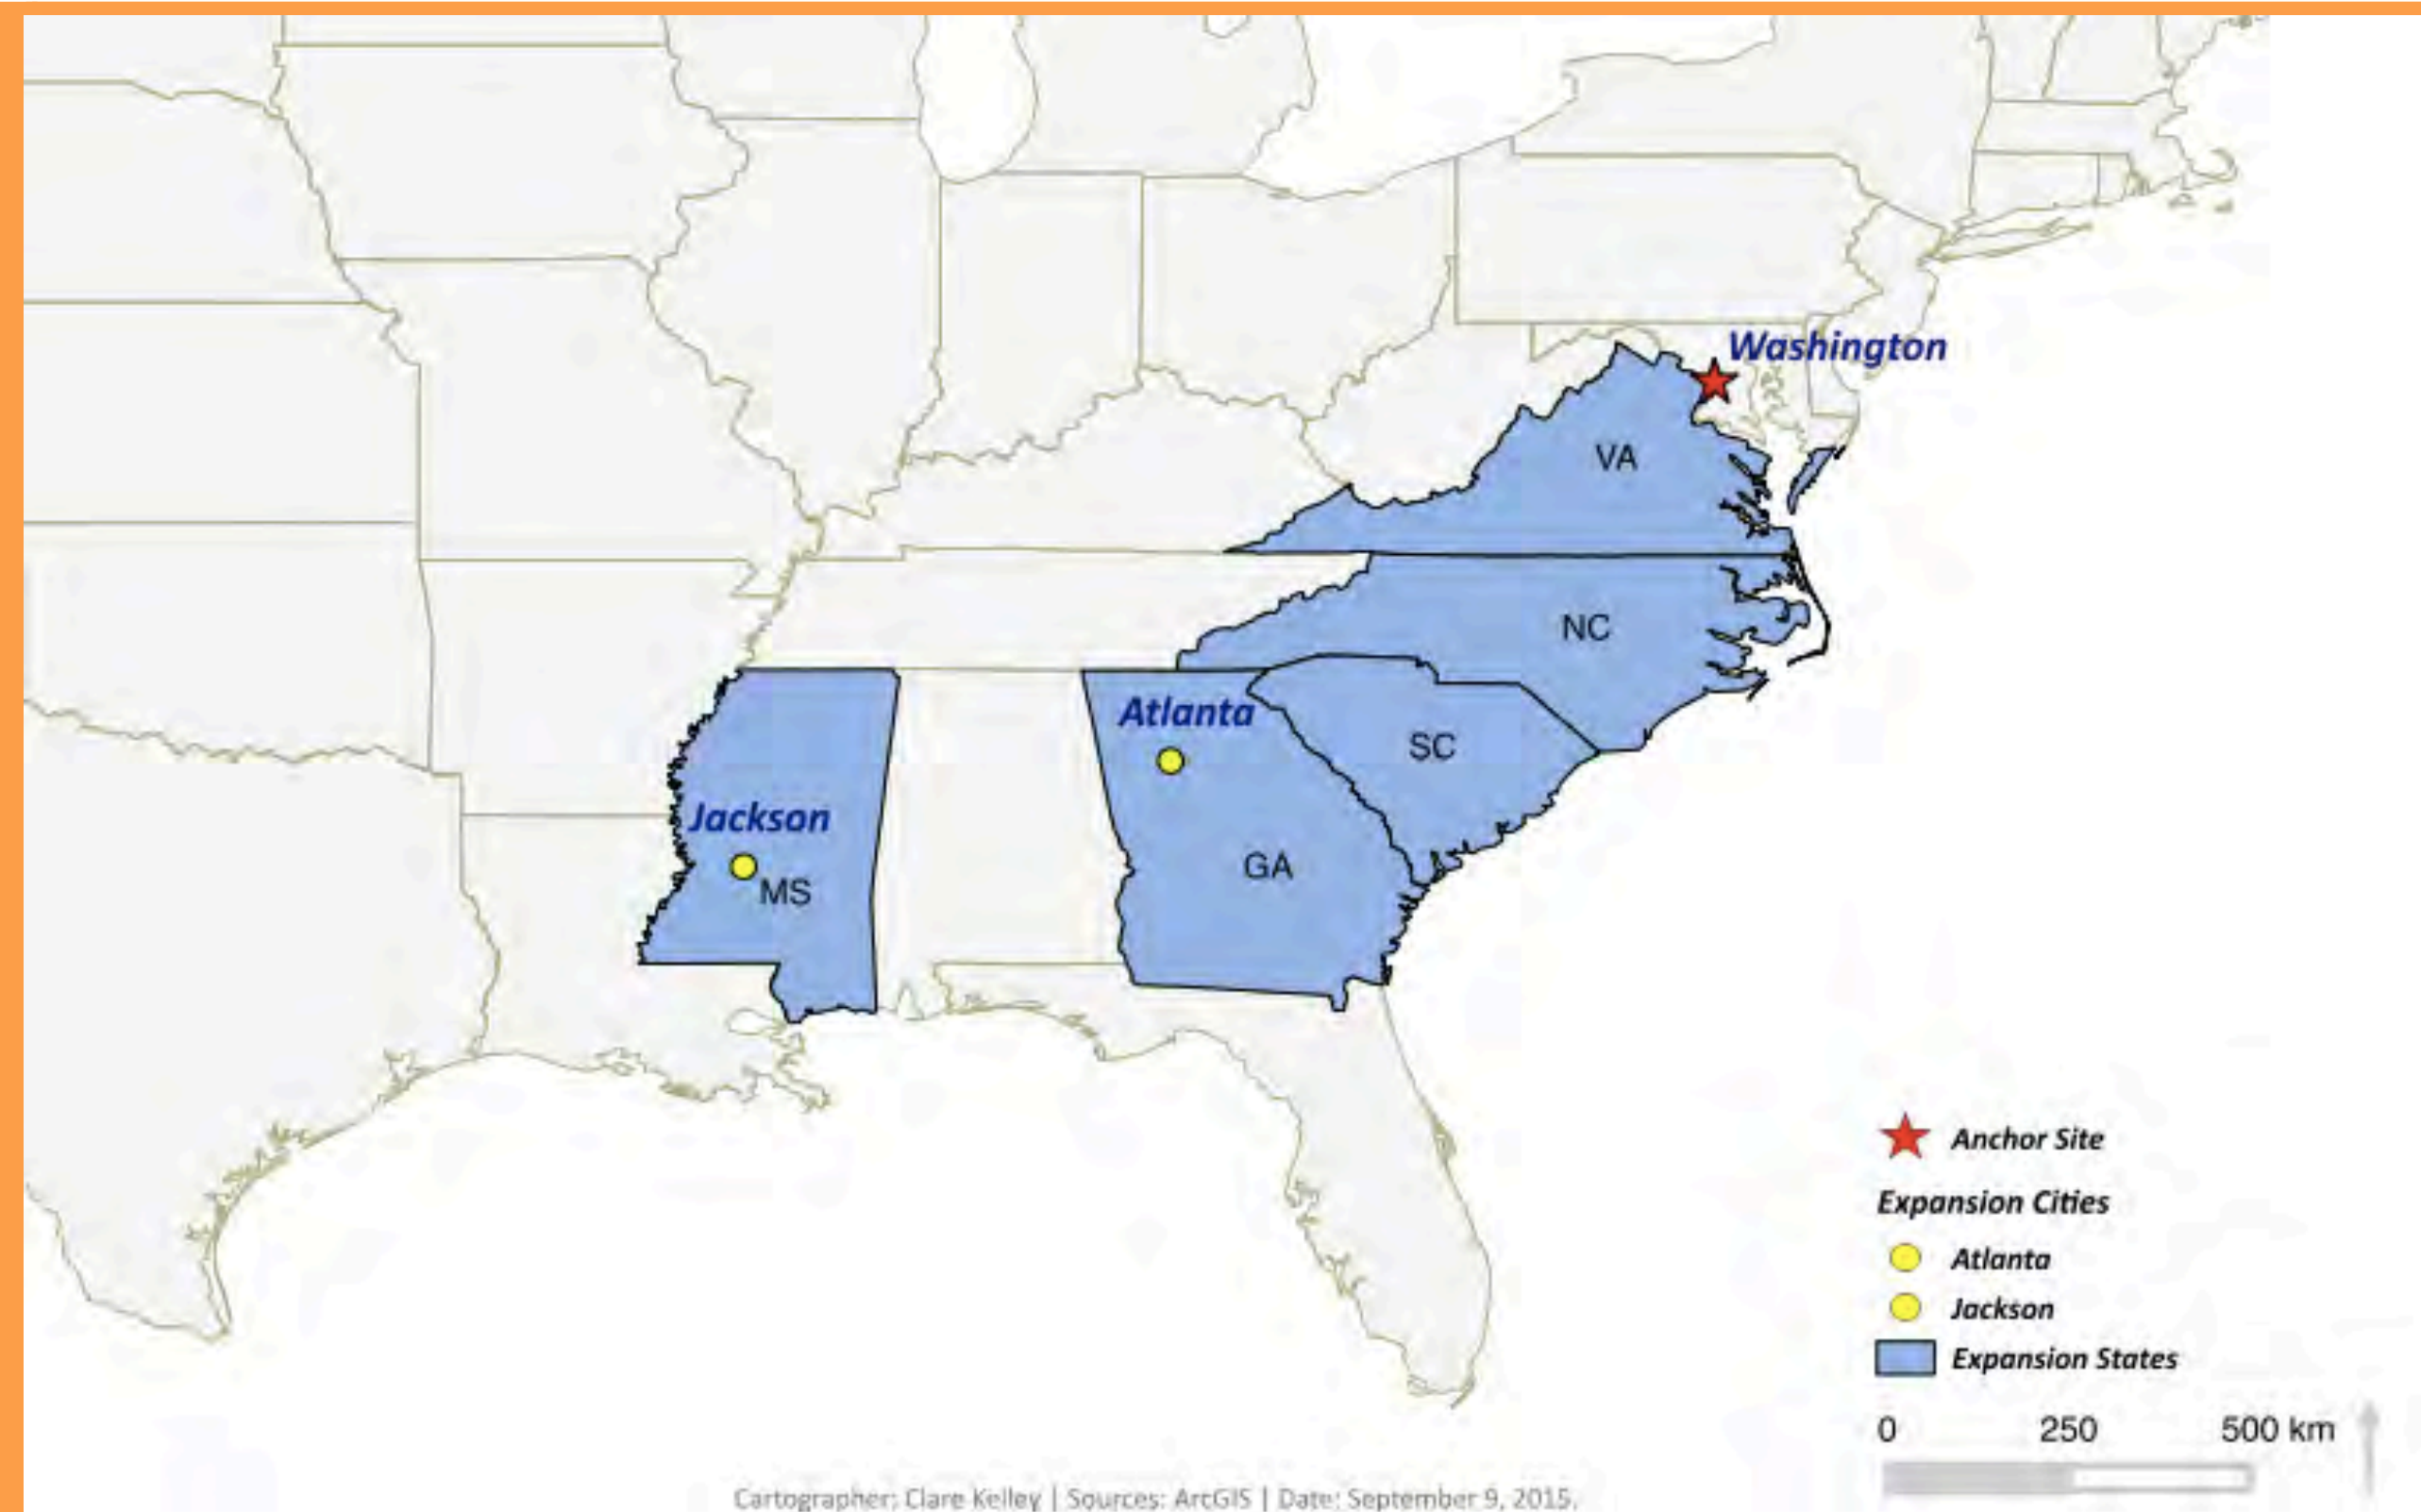 Washington
VA
NC
Atlanta
SC
Jackson
GA
MS
Anchor Site
Expansion Cities
Atlanta
Jackson
Expansion States
0 250 500 km
Cartographer: Clare Kelley | Sources: ArcGIS | Date: September 9, 2015.